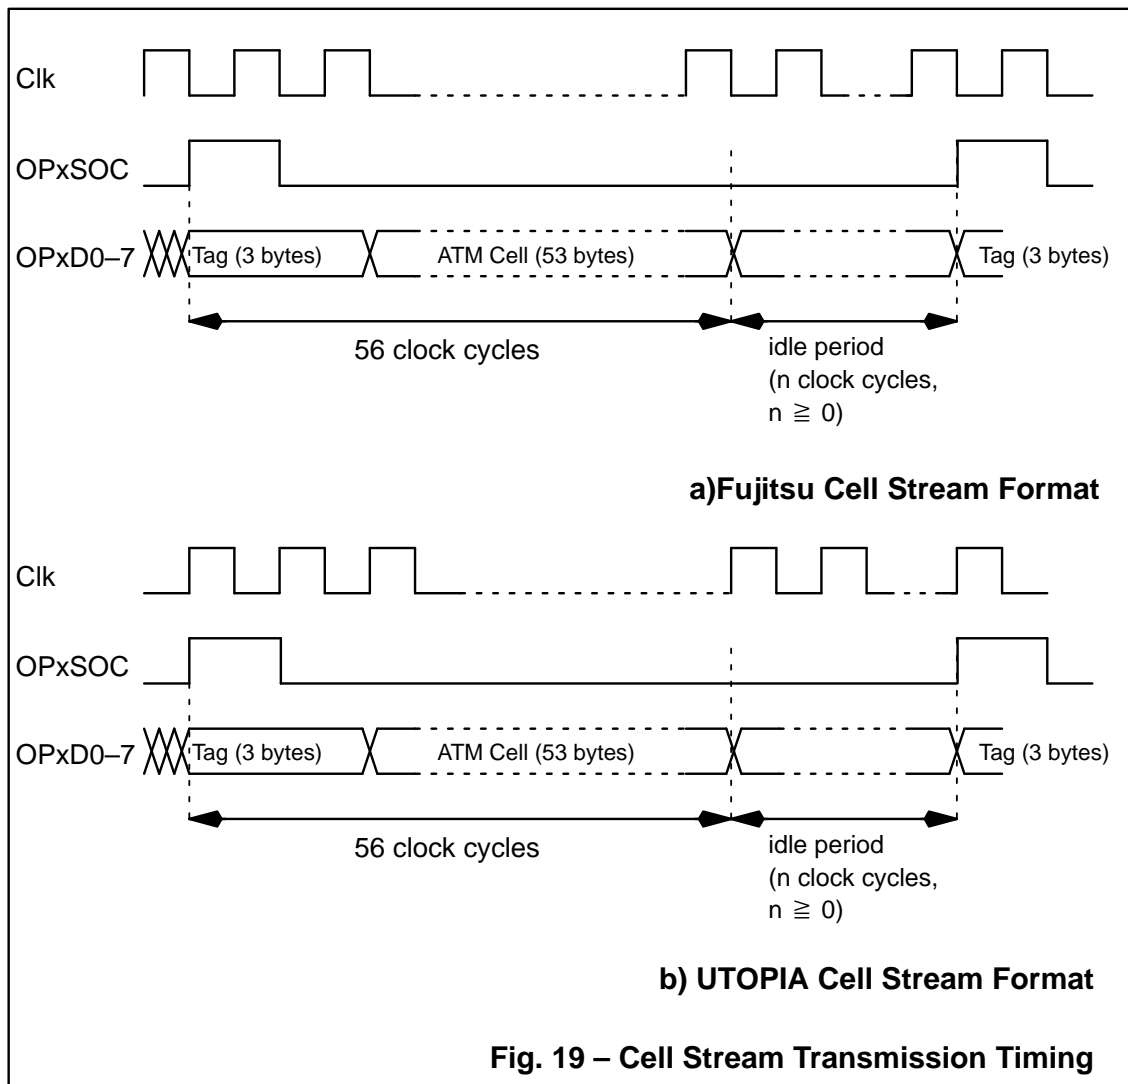 Clk
OPxSOC
OPxD0–7
Tag (3 bytes)
ATM Cell (53 bytes)
Tag (3 bytes)
56 clock cycles
idle period
(n clock cycles,
n ≧ 0)
a)Fujitsu Cell Stream Format
Clk
OPxSOC
OPxD0–7
Tag (3 bytes)
ATM Cell (53 bytes)
Tag (3 bytes)
56 clock cycles
idle period
(n clock cycles,
n ≧ 0)
b) UTOPIA Cell Stream Format
Fig. 19 – Cell Stream Transmission Timing